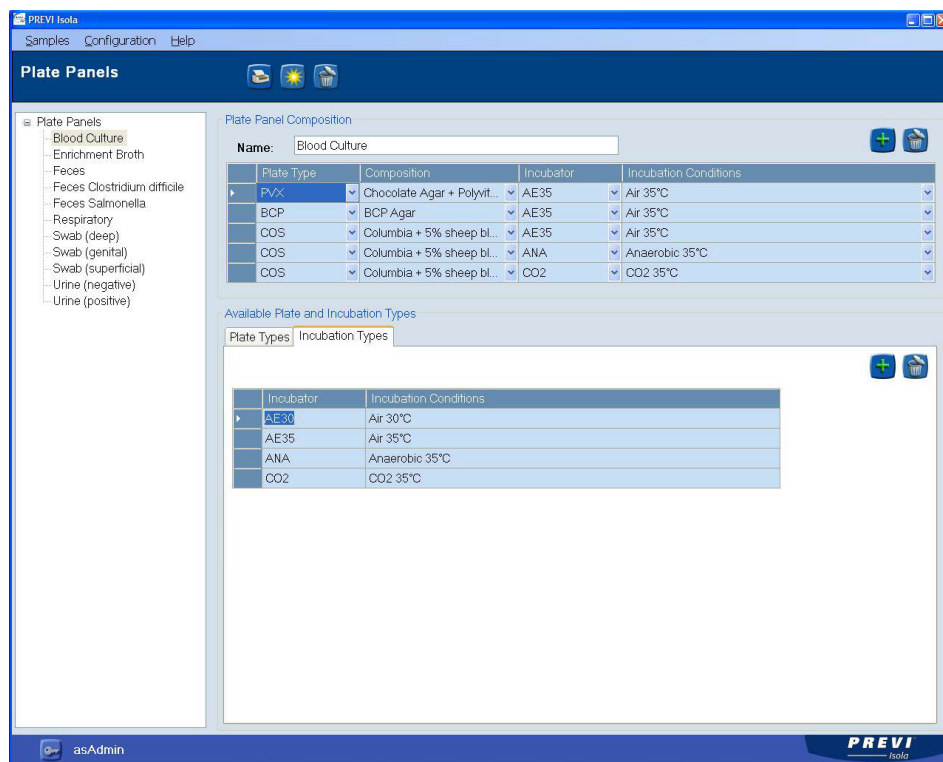 PREVI Isola
Samples Configuration Help
Plate Panels
Plate Panels
Blood Culture
Enrichment Broth
Feces
Feces Clostridium difficile
Feces Salmonella
Respiratory
Swab (deep)
Swab (genital)
Swab (superficial)
Urine (negative)
Urine (positive)
Plate Panel Composition
Name: Blood Culture
Plate Type Composition Incubator Incubation Conditions
PVX Chocolate Agar + Polyvit... AE35 Air 35°C
BCP BCP Agar AE35 Air 35°C
COS Columbia + 5% sheep bl... AE35 Air 35°C
COS Columbia + 5% sheep bl... ANA Anaerobic 35°C
COS Columbia + 5% sheep bl... CO2 CO2 35°C
Available Plate and Incubation Types
Plate Types Incubation Types
Incubator Incubation Conditions
AE30 Air 30°C
AE35 Air 35°C
ANA Anaerobic 35°C
CO2 CO2 35°C
asAdmin
PREVI
Isola